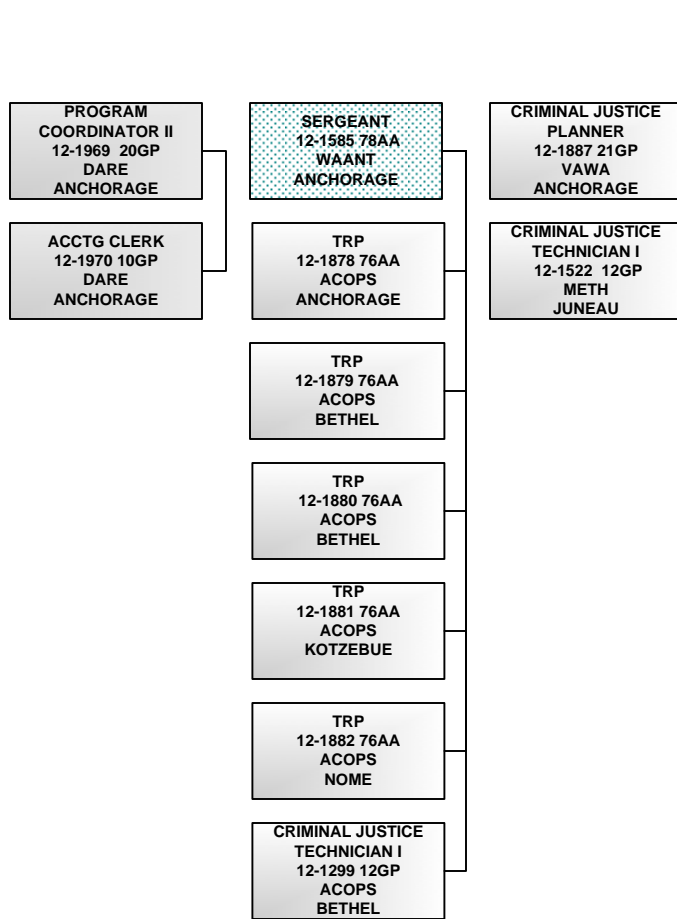 PROGRAM
COORDINATOR II
12-1969 20GP
DARE
ANCHORAGE
ACCTG CLERK
12-1970 10GP
DARE
ANCHORAGE
SERGEANT
12-1585 78AA
WAANT
ANCHORAGE
TRP
12-1878 76AA
ACOPS
ANCHORAGE
TRP
12-1879 76AA
ACOPS
BETHEL
TRP
12-1880 76AA
ACOPS
BETHEL
TRP
12-1881 76AA
ACOPS
KOTZEBUE
TRP
12-1882 76AA
ACOPS
NOME
CRIMINAL JUSTICE
TECHNICIAN I
12-1299 12GP
ACOPS
BETHEL
CRIMINAL JUSTICE
PLANNER
12-1887 21GP
VAWA
ANCHORAGE
CRIMINAL JUSTICE
TECHNICIAN I
12-1522 12GP
METH
JUNEAU